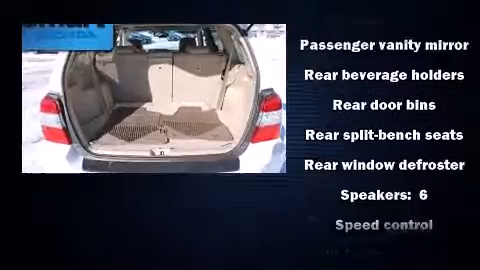 Passenger vanity mirror
Rear beverage holders
Rear door bins
Rear split-bench seats
Rear window defroster
Speakers: 6
Speed control